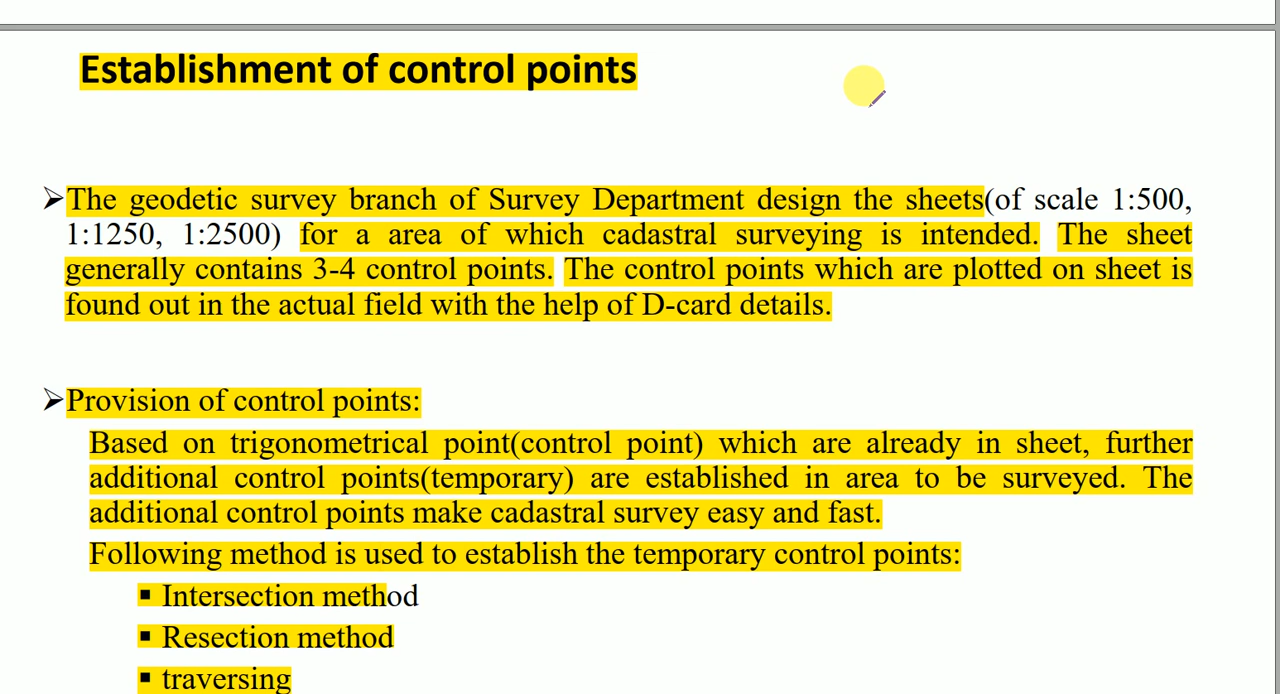 Establishment of control points
➢The geodetic survey branch of Survey Department design the sheets(of scale 1:500,
1:1250, 1:2500) for a area of which cadastral surveying is intended. The sheet
generally contains 3-4 control points. The control points which are plotted on sheet is
found out in the actual field with the help of D-card details.
➢Provision of control points:
Based on trigonometrical point(control point) which are already in sheet, further
additional control points(temporary) are established in area to be surveyed. The
additional control points make cadastral survey easy and fast.
Following method is used to establish the temporary control points:
▪ Intersection method
▪ Resection method
▪ traversing